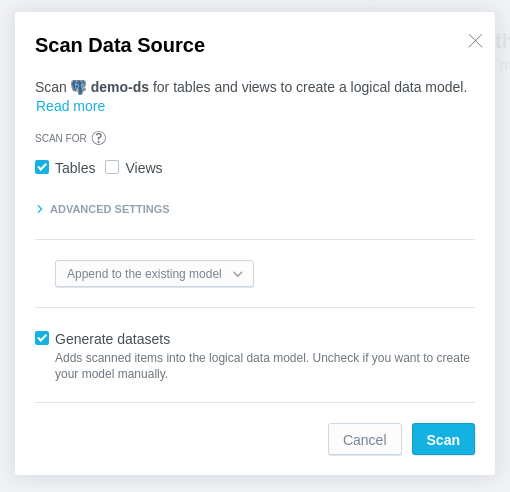 Scan Data Source
Scan demo-ds for tables and views to create a logical data model.
Read more
SCAN FOR ?
Tables Views
ADVANCED SETTINGS
Append to the existing model
Generate datasets
Adds scanned items into the logical data model. Uncheck if you want to create
your model manually.
Cancel Scan